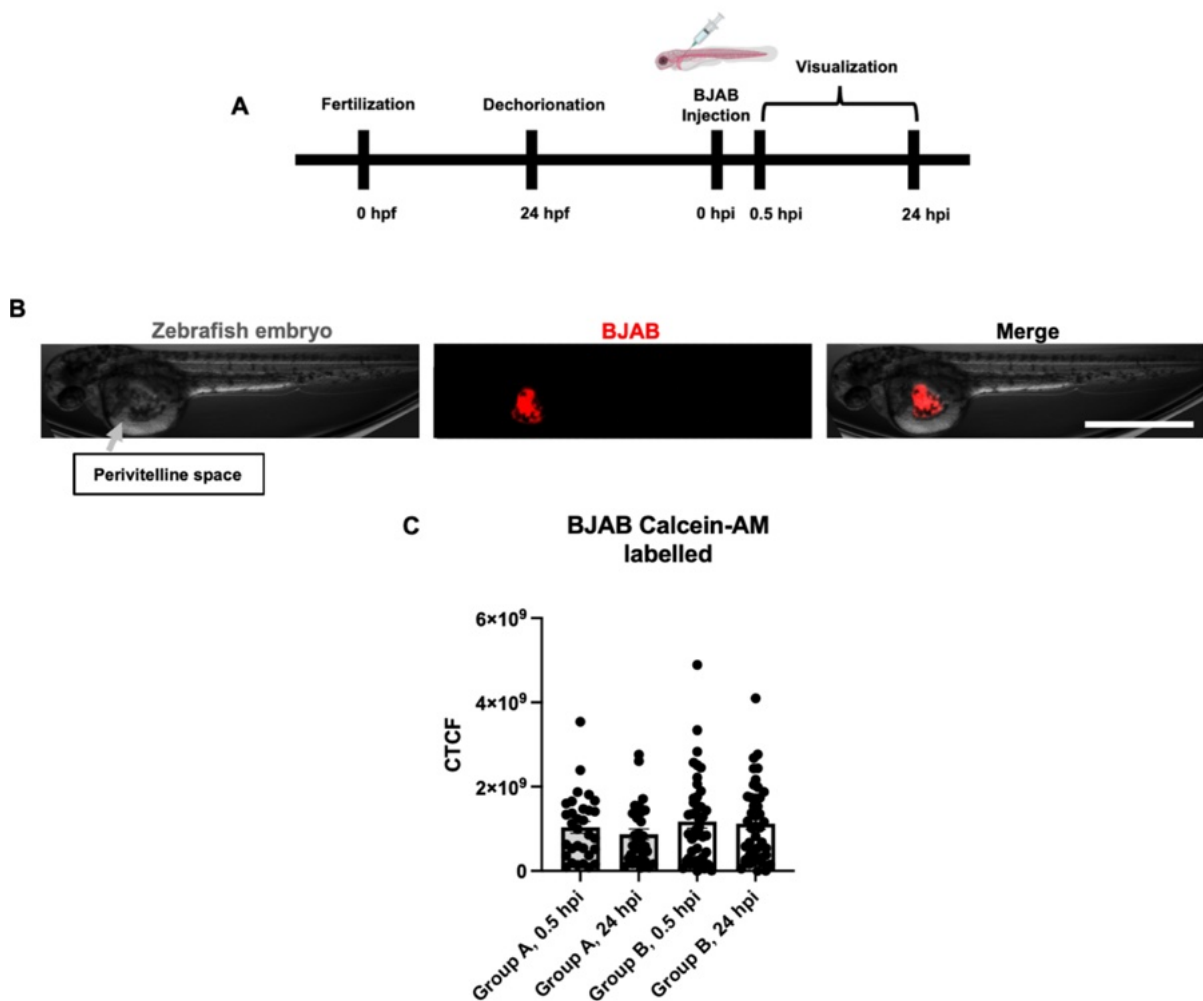 A
Fertilization
Dechorionation
BJAB
Injection
Visualization
0 hpf
24 hpf
0 hpi
0.5 hpi
24 hpi
B
Zebrafish embryo
BJAB
Merge
Perivitelline space
C
BJAB Calcein-AM
labelled
CTCF
6×10⁹
4×10⁹
2×10⁹
0
Group A, 0.5 hpi
Group A, 24 hpi
Group B, 0.5 hpi
Group B, 24 hpi